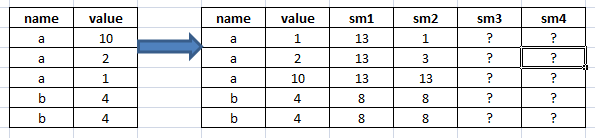 name value name value sm1 sm2 sm3 sm4
a 10 a 1 13 1 ? ?
a 2 a 2 13 3 ? ?
a 1 a 10 13 13 ? ?
b 4 b 4 8 8 ? ?
b 4 b 4 8 8 ? ?